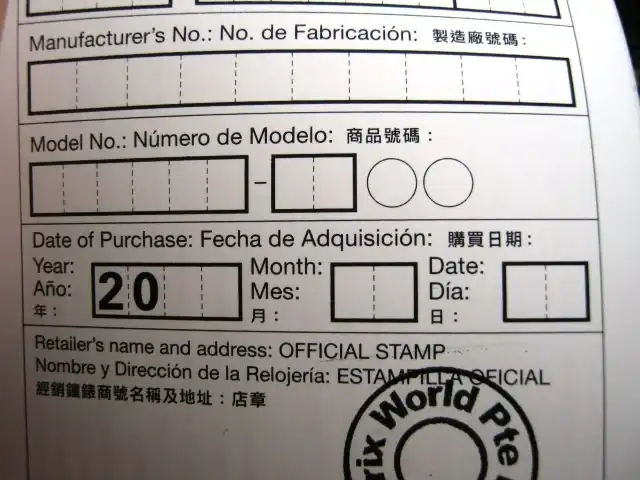 Manufacturer's No.: No. de Fabricación: 製造廠號碼:
Model No.: Número de Modelo: 商品號碼:
–
Date of Purchase: Fecha de Adquisición: 購買日期:
Year: Month: Date:
Año: 20 Mes: Día:
年: 月: 日:
Retailer's name and address: OFFICIAL STAMP
Nombre y Dirección de la Relojería: ESTAMPILLA OFICIAL
經銷鐘錶商號名稱及地址:店章
World Pte